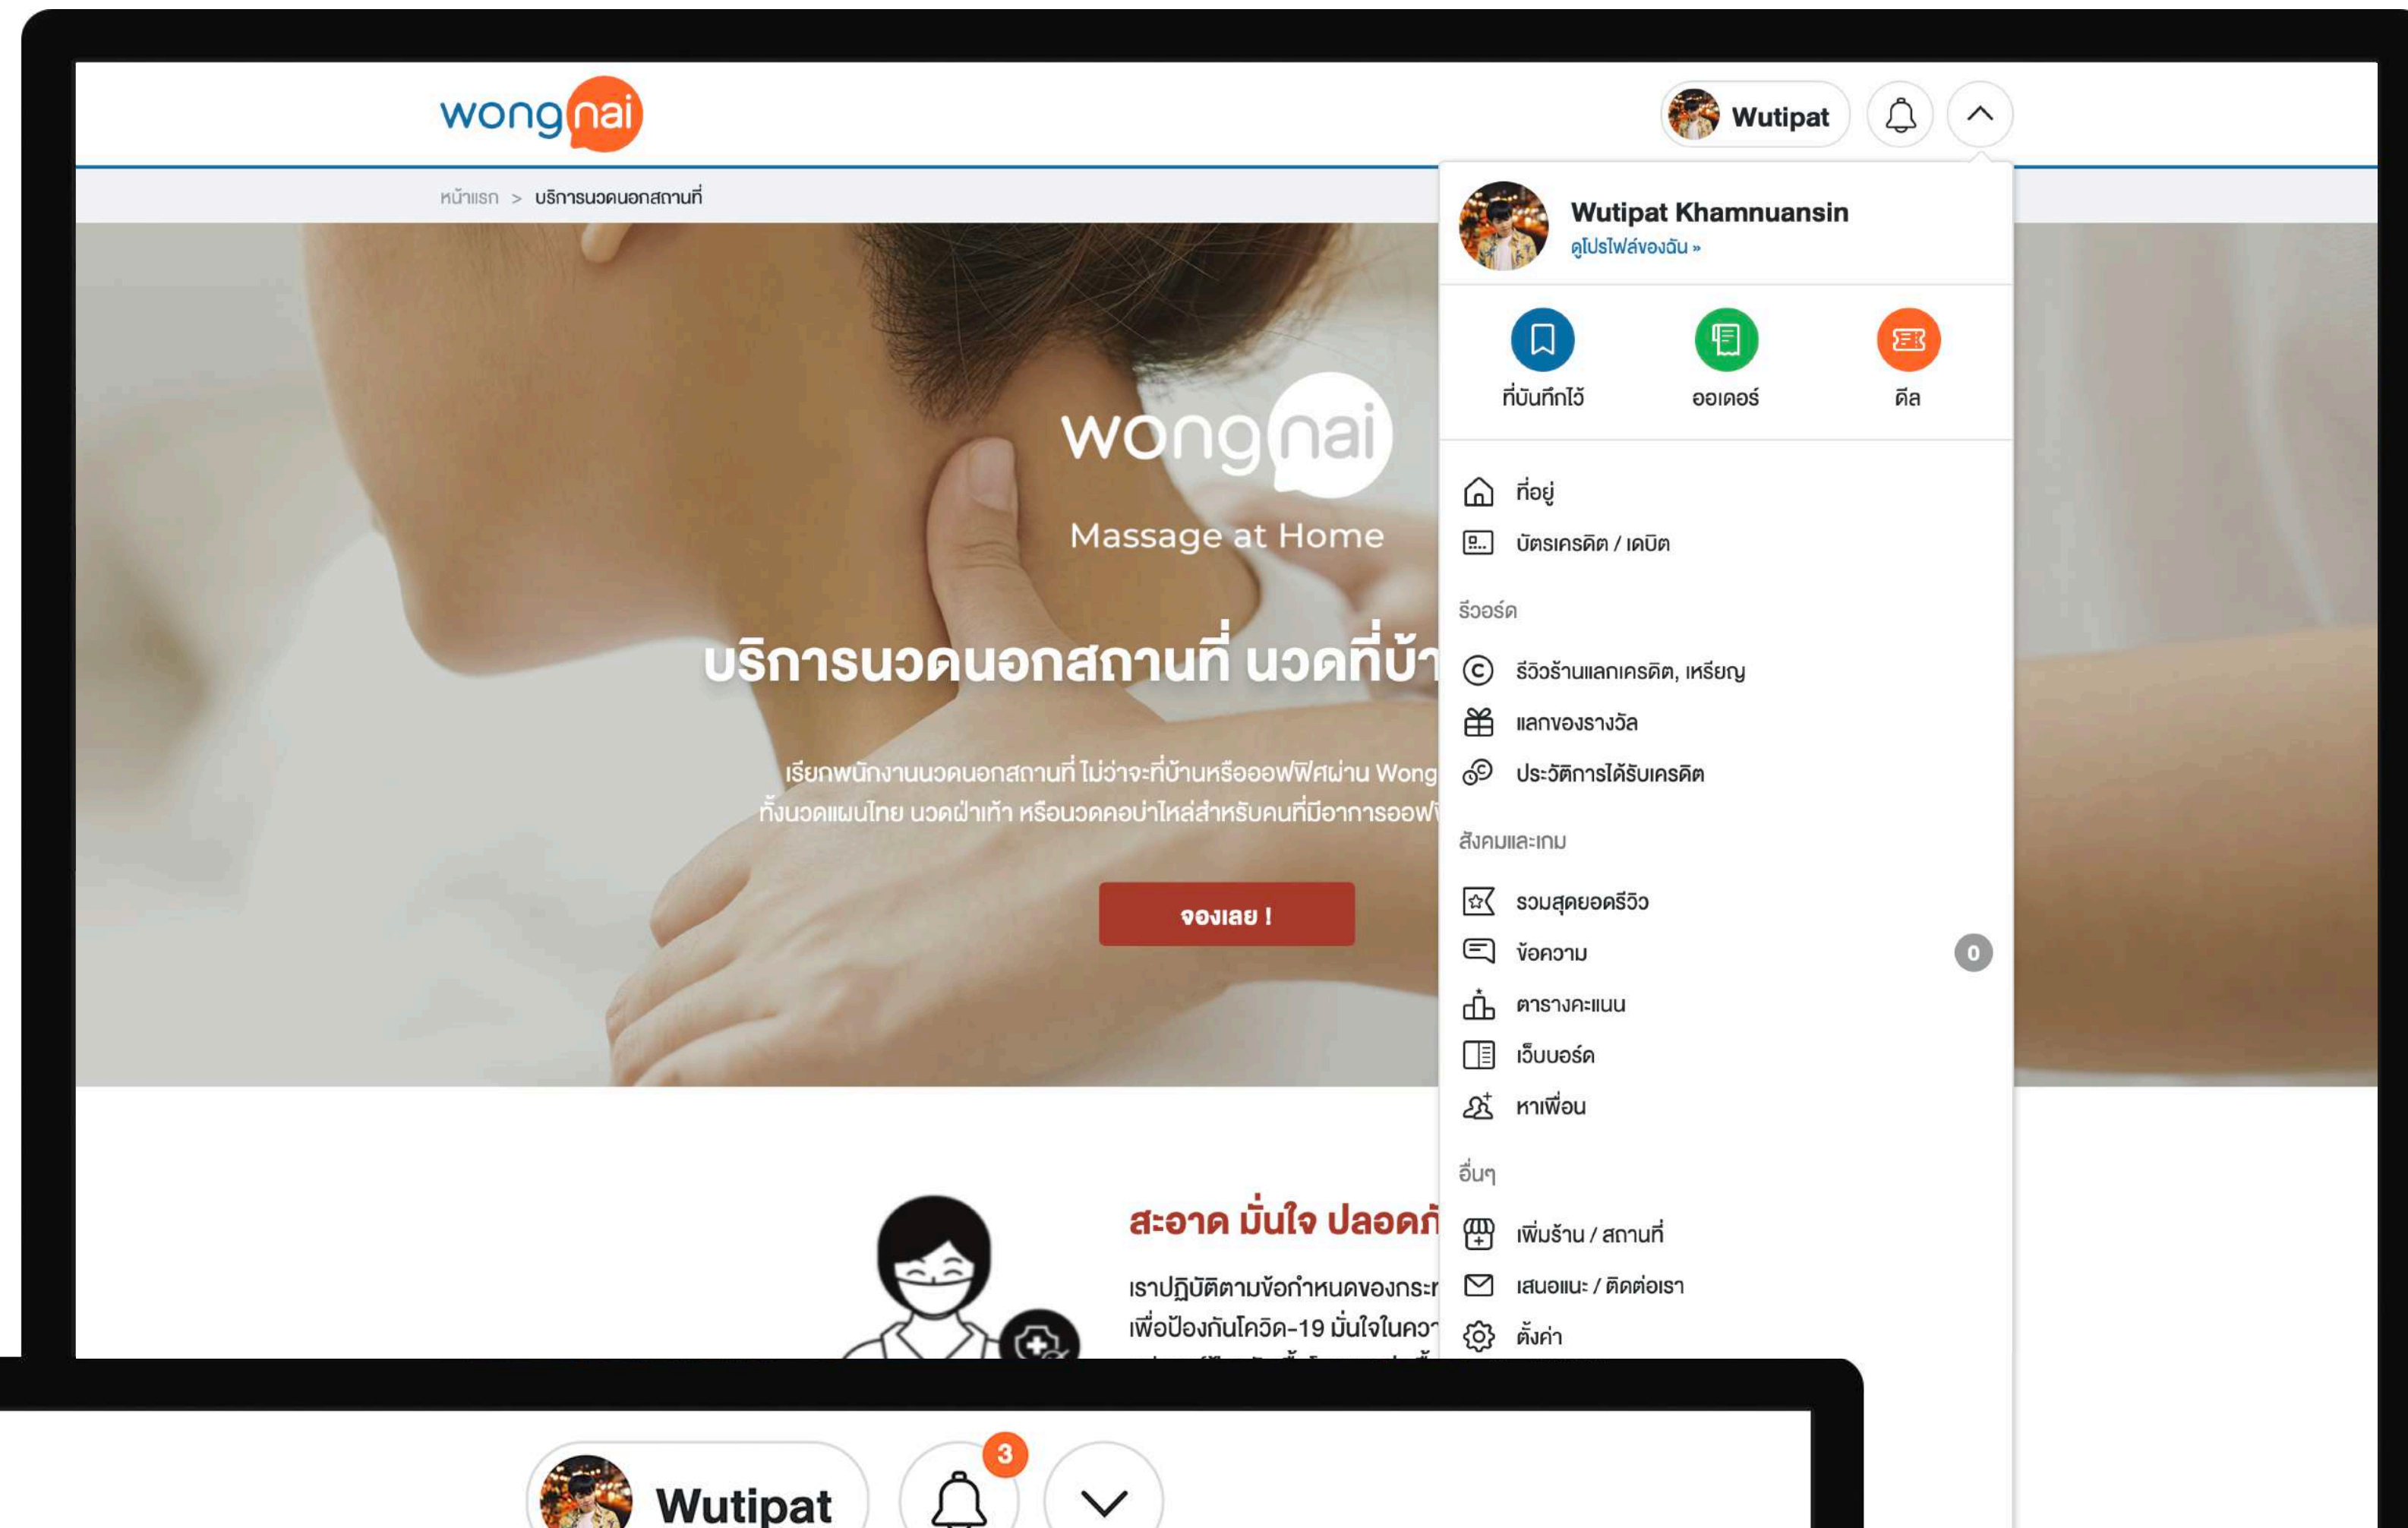 wongnai
Wutipat
หน้าแรก > บริการนวดนอกสถานที่
Wutipat Khamnuansin
ดูโปรไฟล์ของฉัน »
ที่บันทึกไว้
ออเดอร์
ดีล
wongnai
Massage at Home
บริการนวดนอกสถานที่ นวดที่บ้า
เรียกพนักงานนวดนอกสถานที่ ไม่ว่าจะที่บ้านหรือออฟฟิศผ่าน Wong
ทั้งนวดแผนไทย นวดฝ่าเท้า หรือนวดคอบ่าไหล่สำหรับคนที่มีอาการออฟ
จองเลย !
ที่อยู่
บัตรเครดิต / เดบิต
รีวอร์ด
รีวิวร้านแลกเครดิต, เหรียญ
แลกของรางวัล
ประวัติการได้รับเครดิต
สังคมและเกม
รวมสุดยอดรีวิว
ข้อความ
0
ตารางคะแนน
เว็บบอร์ด
หาเพื่อน
อื่นๆ
เพิ่มร้าน / สถานที่
เสนอแนะ / ติดต่อเรา
ตั้งค่า
สะอาด มั่นใจ ปลอดภั
เราปฏิบัติตามข้อกำหนดของกระท
เพื่อป้องกันโควิด-19 มั่นใจในควา
Wutipat
3